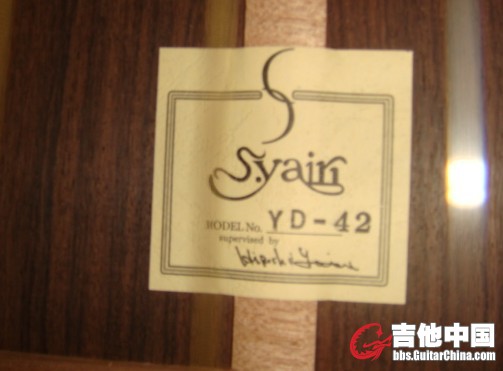 S.yairi
MODEL No. YD-42
supervised by
吉他中国
bbs.GuitarChina.com